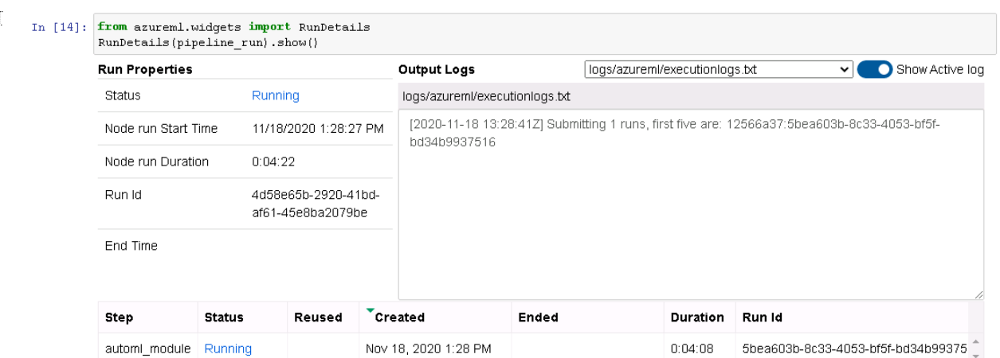 In [14]: from azureml.widgets import RunDetails
RunDetails(pipeline_run).show()
Run Properties
Status Running
Node run Start Time 11/18/2020 1:28:27 PM
Node run Duration 0:04:22
Run Id 4d58e65b-2920-41bd-
af61-45e8ba2079be
End Time
Output Logs logs/azureml/executionlogs.txt Show Active log
logs/azureml/executionlogs.txt
[2020-11-18 13:28:41Z] Submitting 1 runs, first five are: 12566a37:5bea603b-8c33-4053-bf5f-
bd34b9937516
Step Status Reused Created Ended Duration Run Id
automl_module Running Nov 18, 2020 1:28 PM 0:04:08 5bea603b-8c33-4053-bf5f-bd34b99375